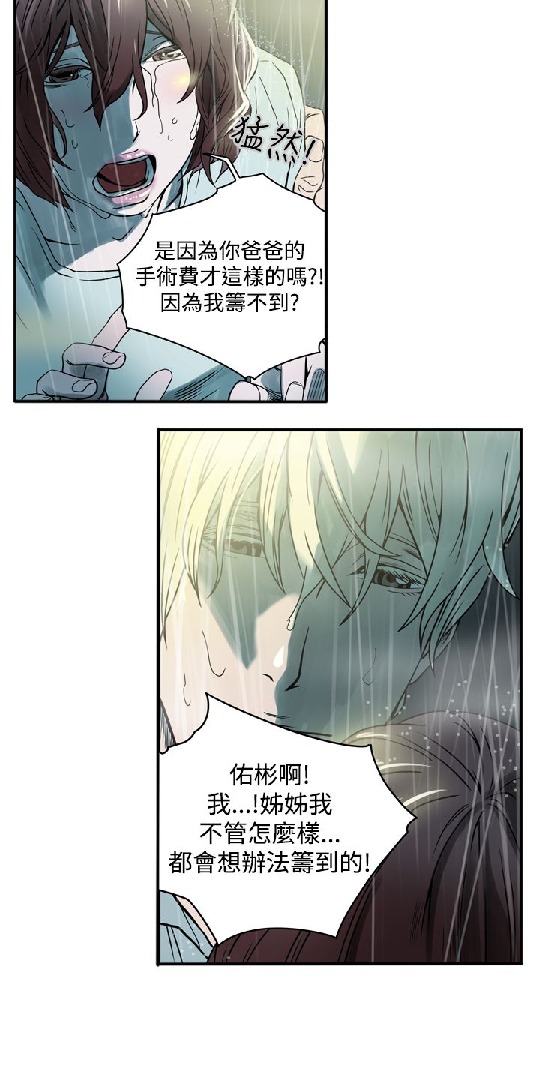 猛然!
是因為你爸爸的
手術費才這樣的嗎?!
因為我籌不到?
佑彬啊!
我...!姊姊我
不管怎麼樣...
都會想辦法籌到的!